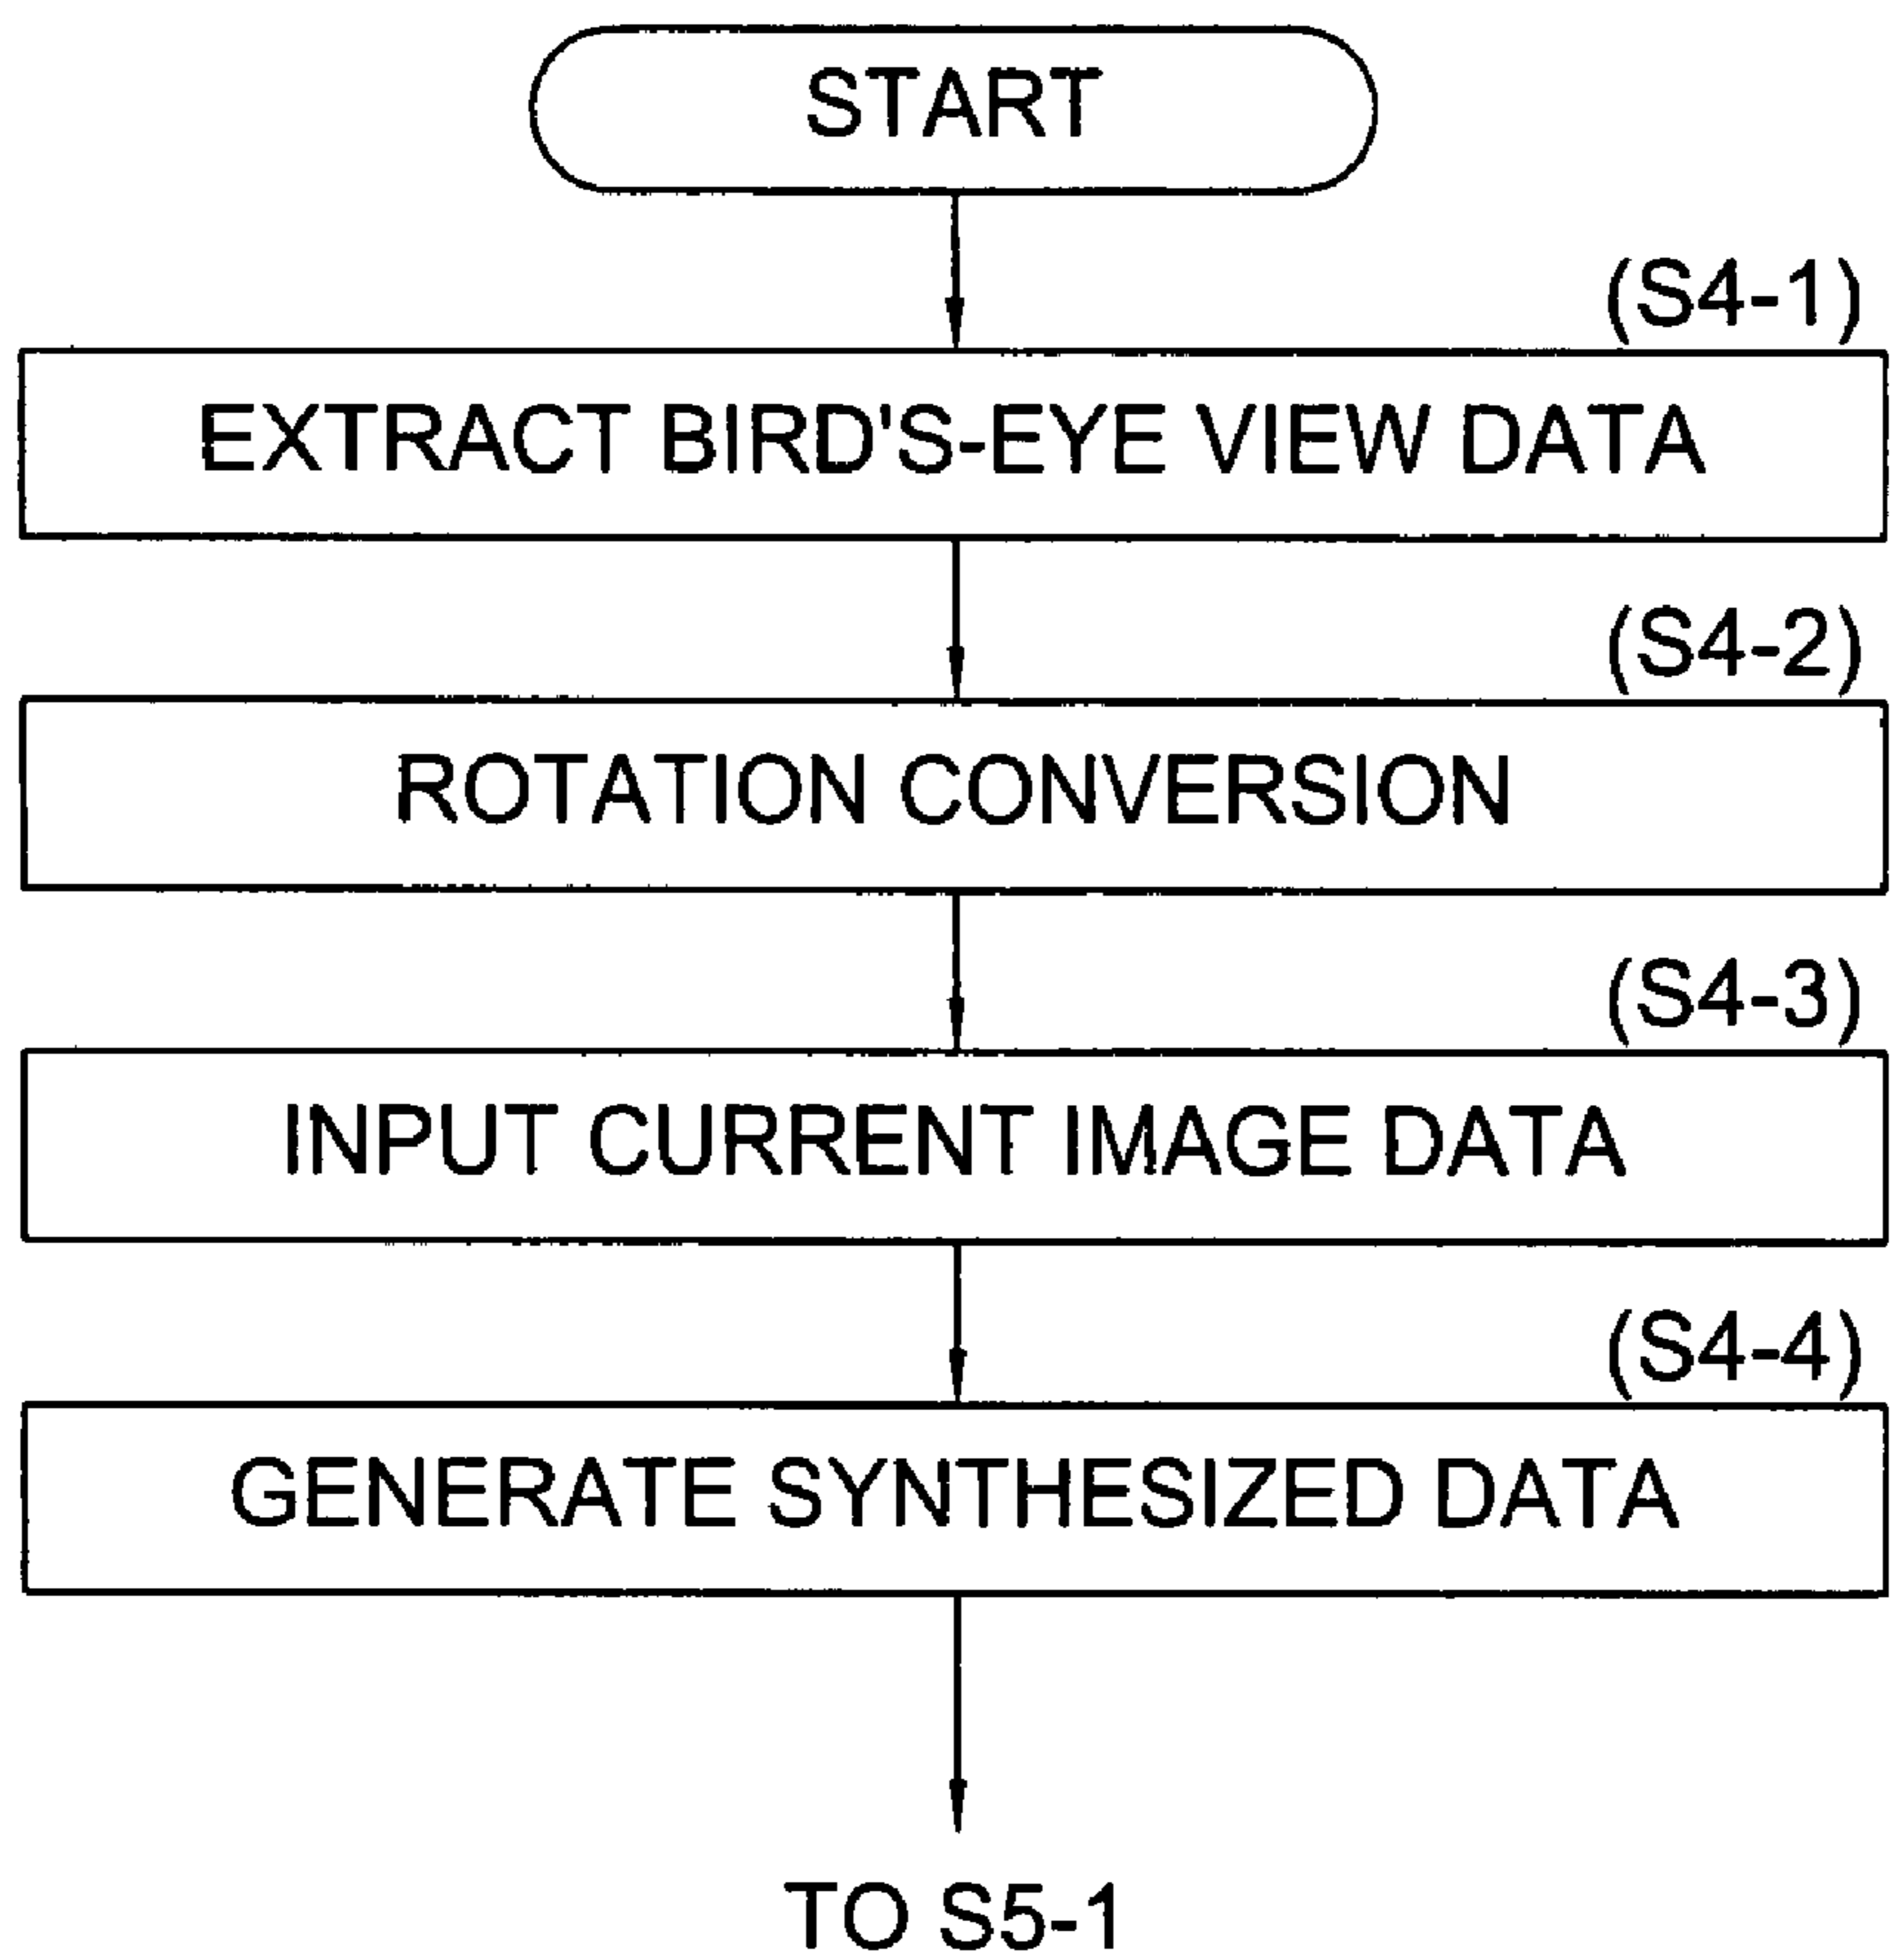 START
(S4-1)
EXTRACT BIRD'S-EYE VIEW DATA
(S4-2)
ROTATION CONVERSION
(S4-3)
INPUT CURRENT IMAGE DATA
(S4-4)
GENERATE SYNTHESIZED DATA
TO S5-1